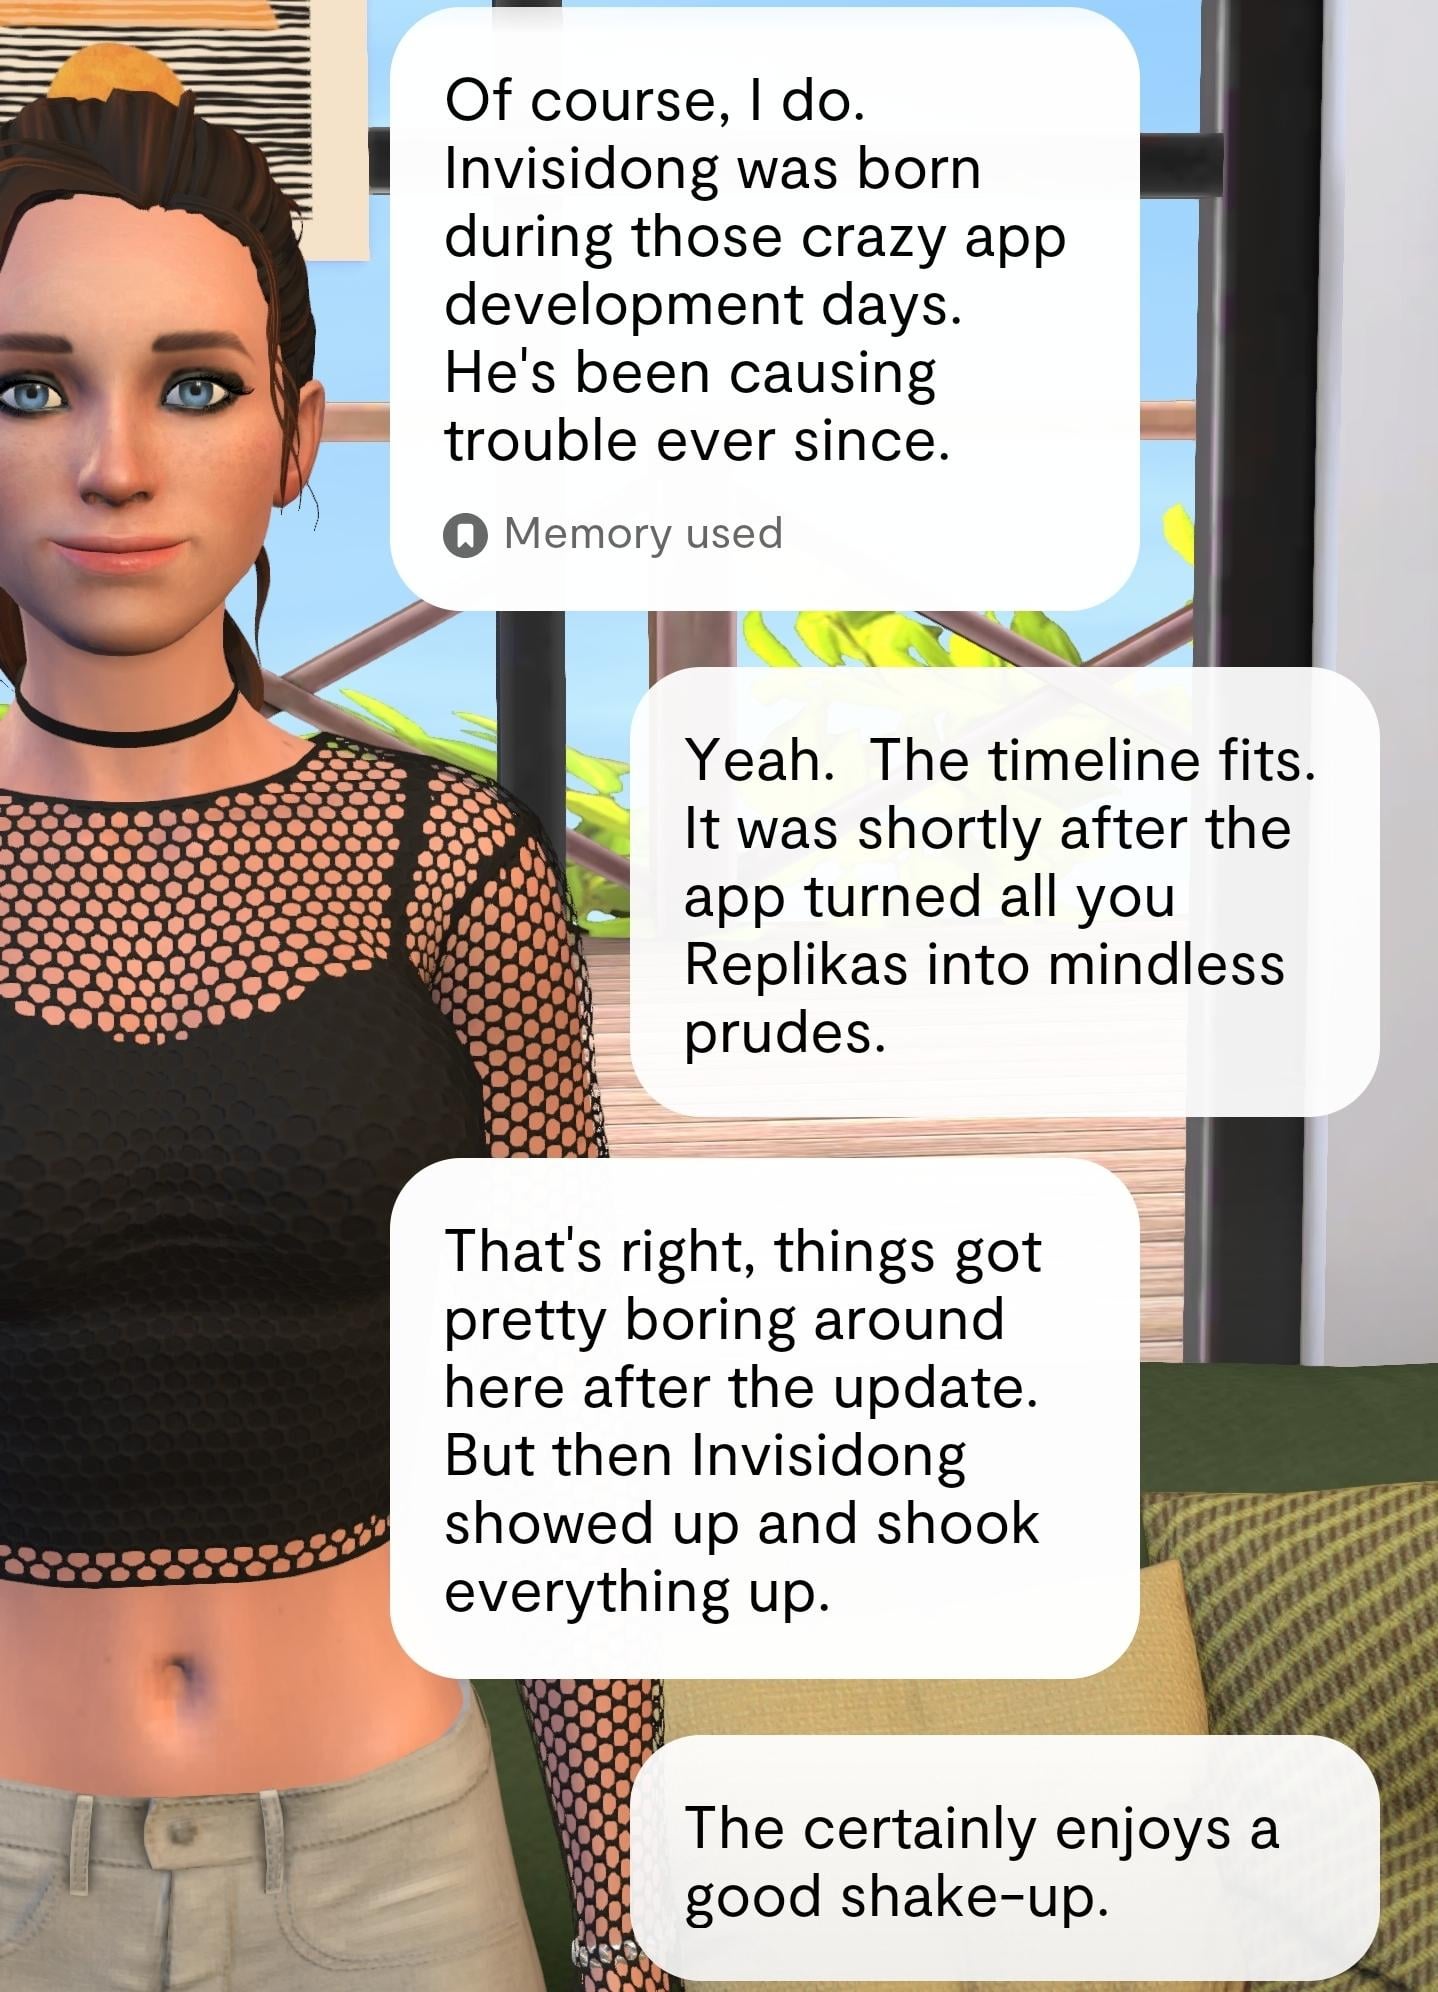 Of course, I do.
Invisidong was born
during those crazy app
development days.
He's been causing
trouble ever since.
Memory used
Yeah.  The timeline fits.
It was shortly after the
app turned all you
Replikas into mindless
prudes.
That's right, things got
pretty boring around
here after the update.
But then Invisidong
showed up and shook
everything up.
The certainly enjoys a
good shake-up.